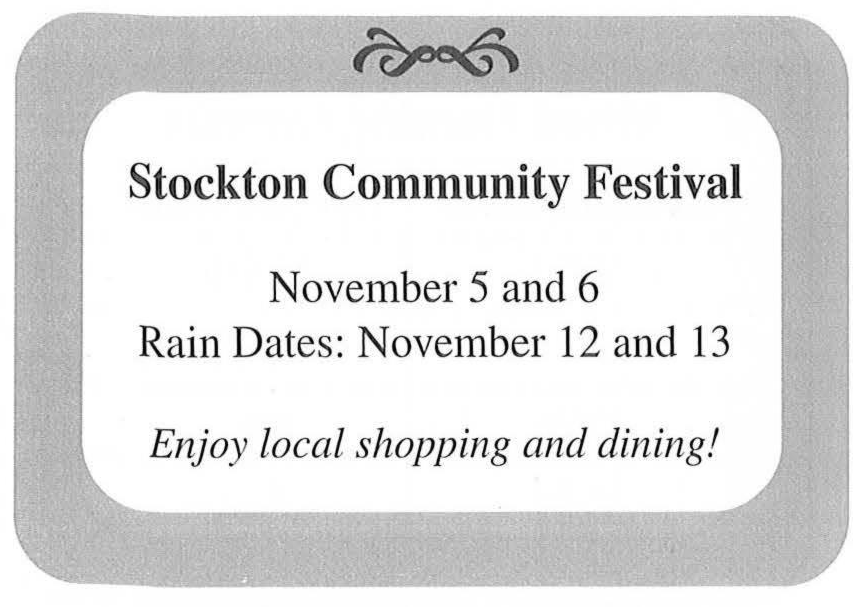 Stockton Community Festival
November 5 and 6
Rain Dates: November 12 and 13
Enjoy local shopping and dining!